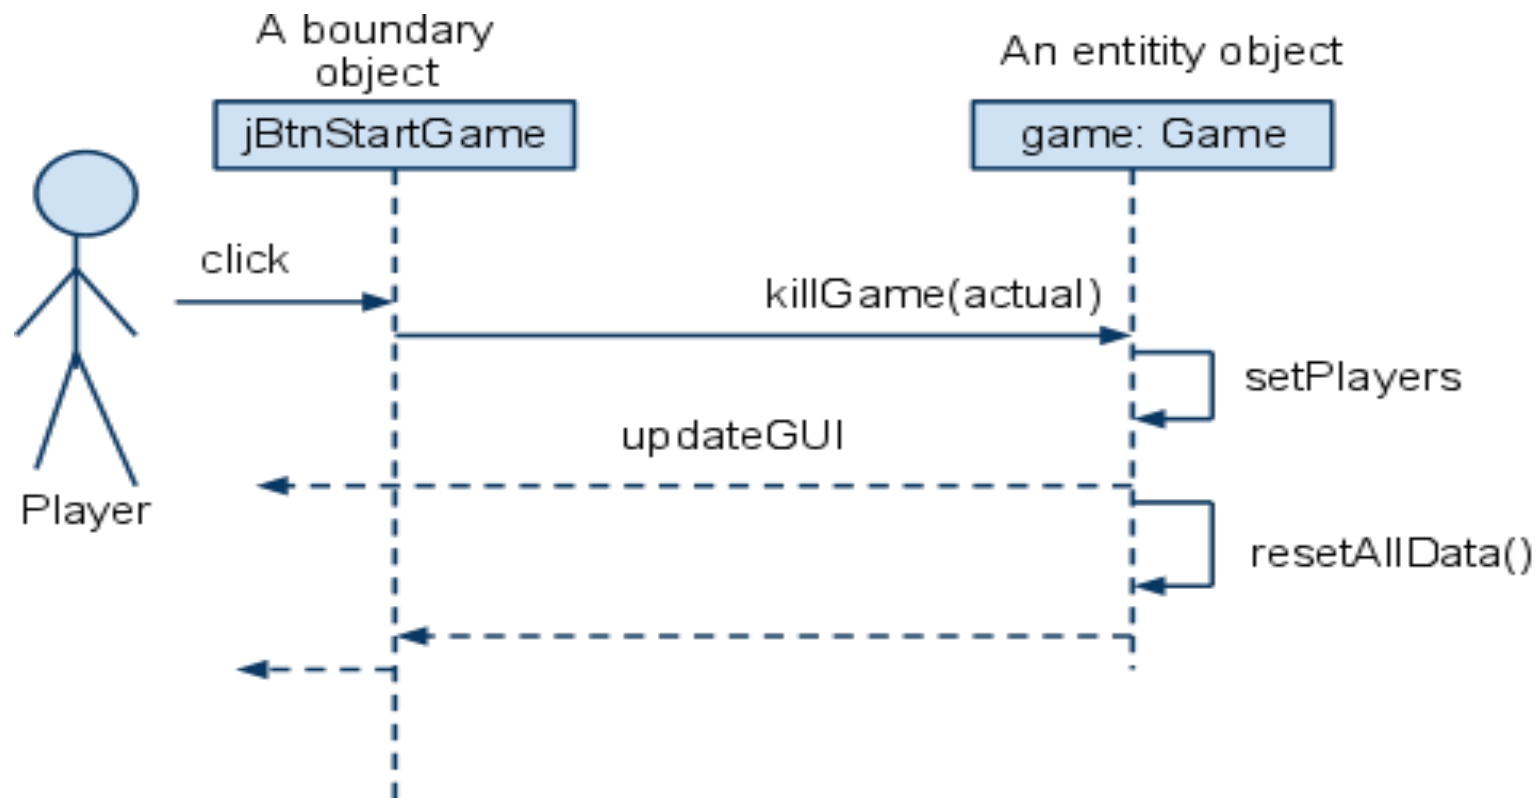 A boundary
object
An entitity object
jBtnStartGame
game: Game
click
killGame(actual)
setPlayers
updateGUI
Player
resetAllData()